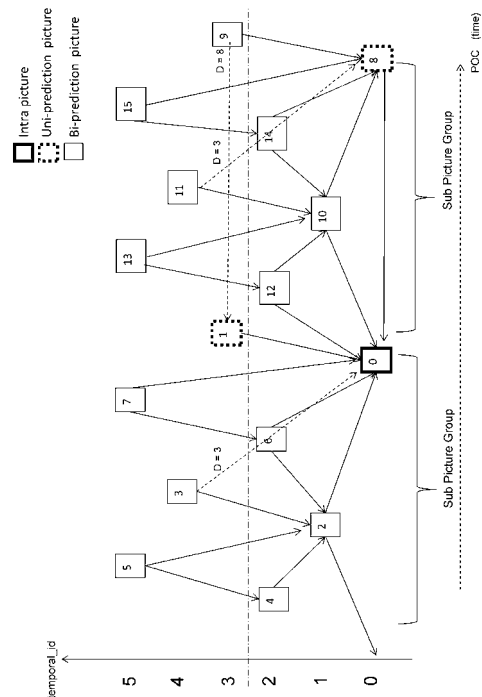 Intra picture
Uni-prediction picture
Bi-prediction picture
temporal_id
5
4
3
2
1
0
5
7
13
15
3
11
D = 3
D = 3
1
9
D = 8
4
6
12
14
2
10
0
8
Sub Picture Group
Sub Picture Group
POC (time)